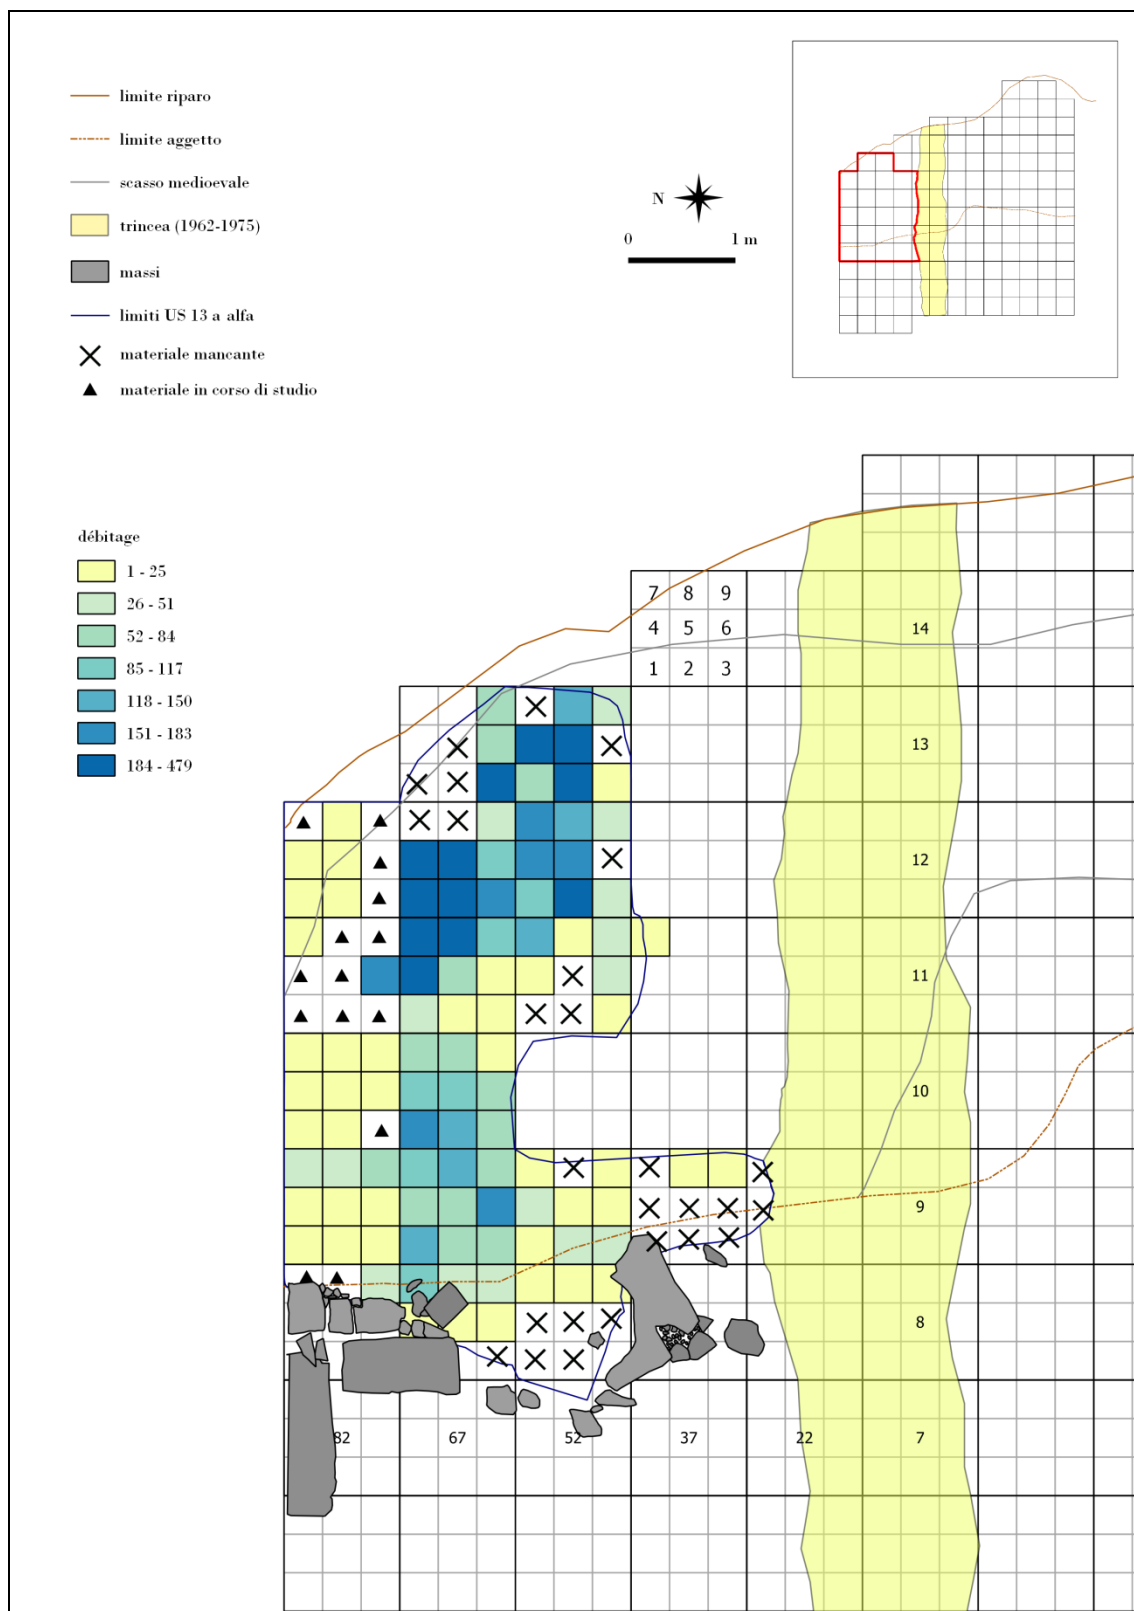 limite riparo
limite aggetto
scasso medioevale
trincea (1962-1975)
massi
limiti US 13 a alfa
materiale mancante
materiale in corso di studio
N
0 1 m
débitage
1 - 25
26 - 51
52 - 84
85 - 117
118 - 150
151 - 183
184 - 479
7 8 9
4 5 6 14
1 2 3
13
12
11
10
9
8
82 67 52 37 22 7